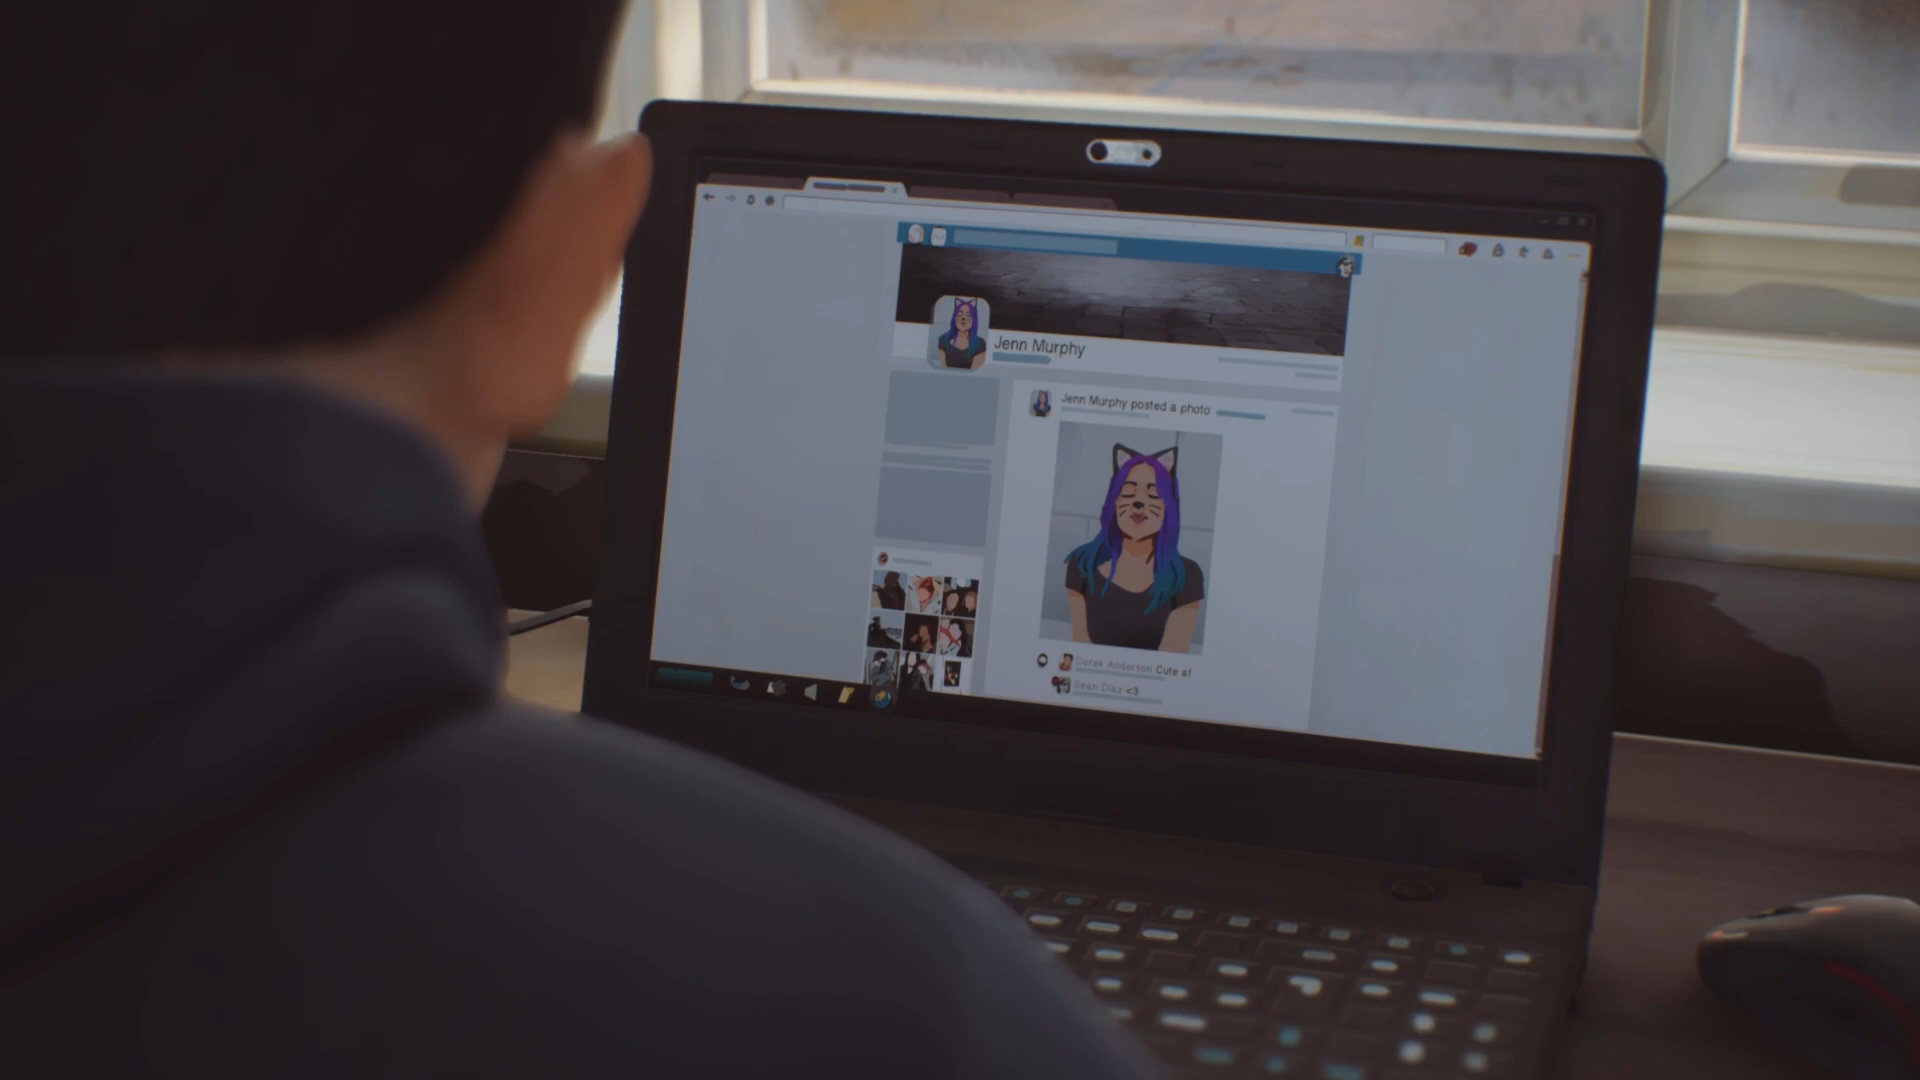 Jenn Murphy
Jenn Murphy posted a photo
Derek Anderson Cute af
Sean Diaz <3